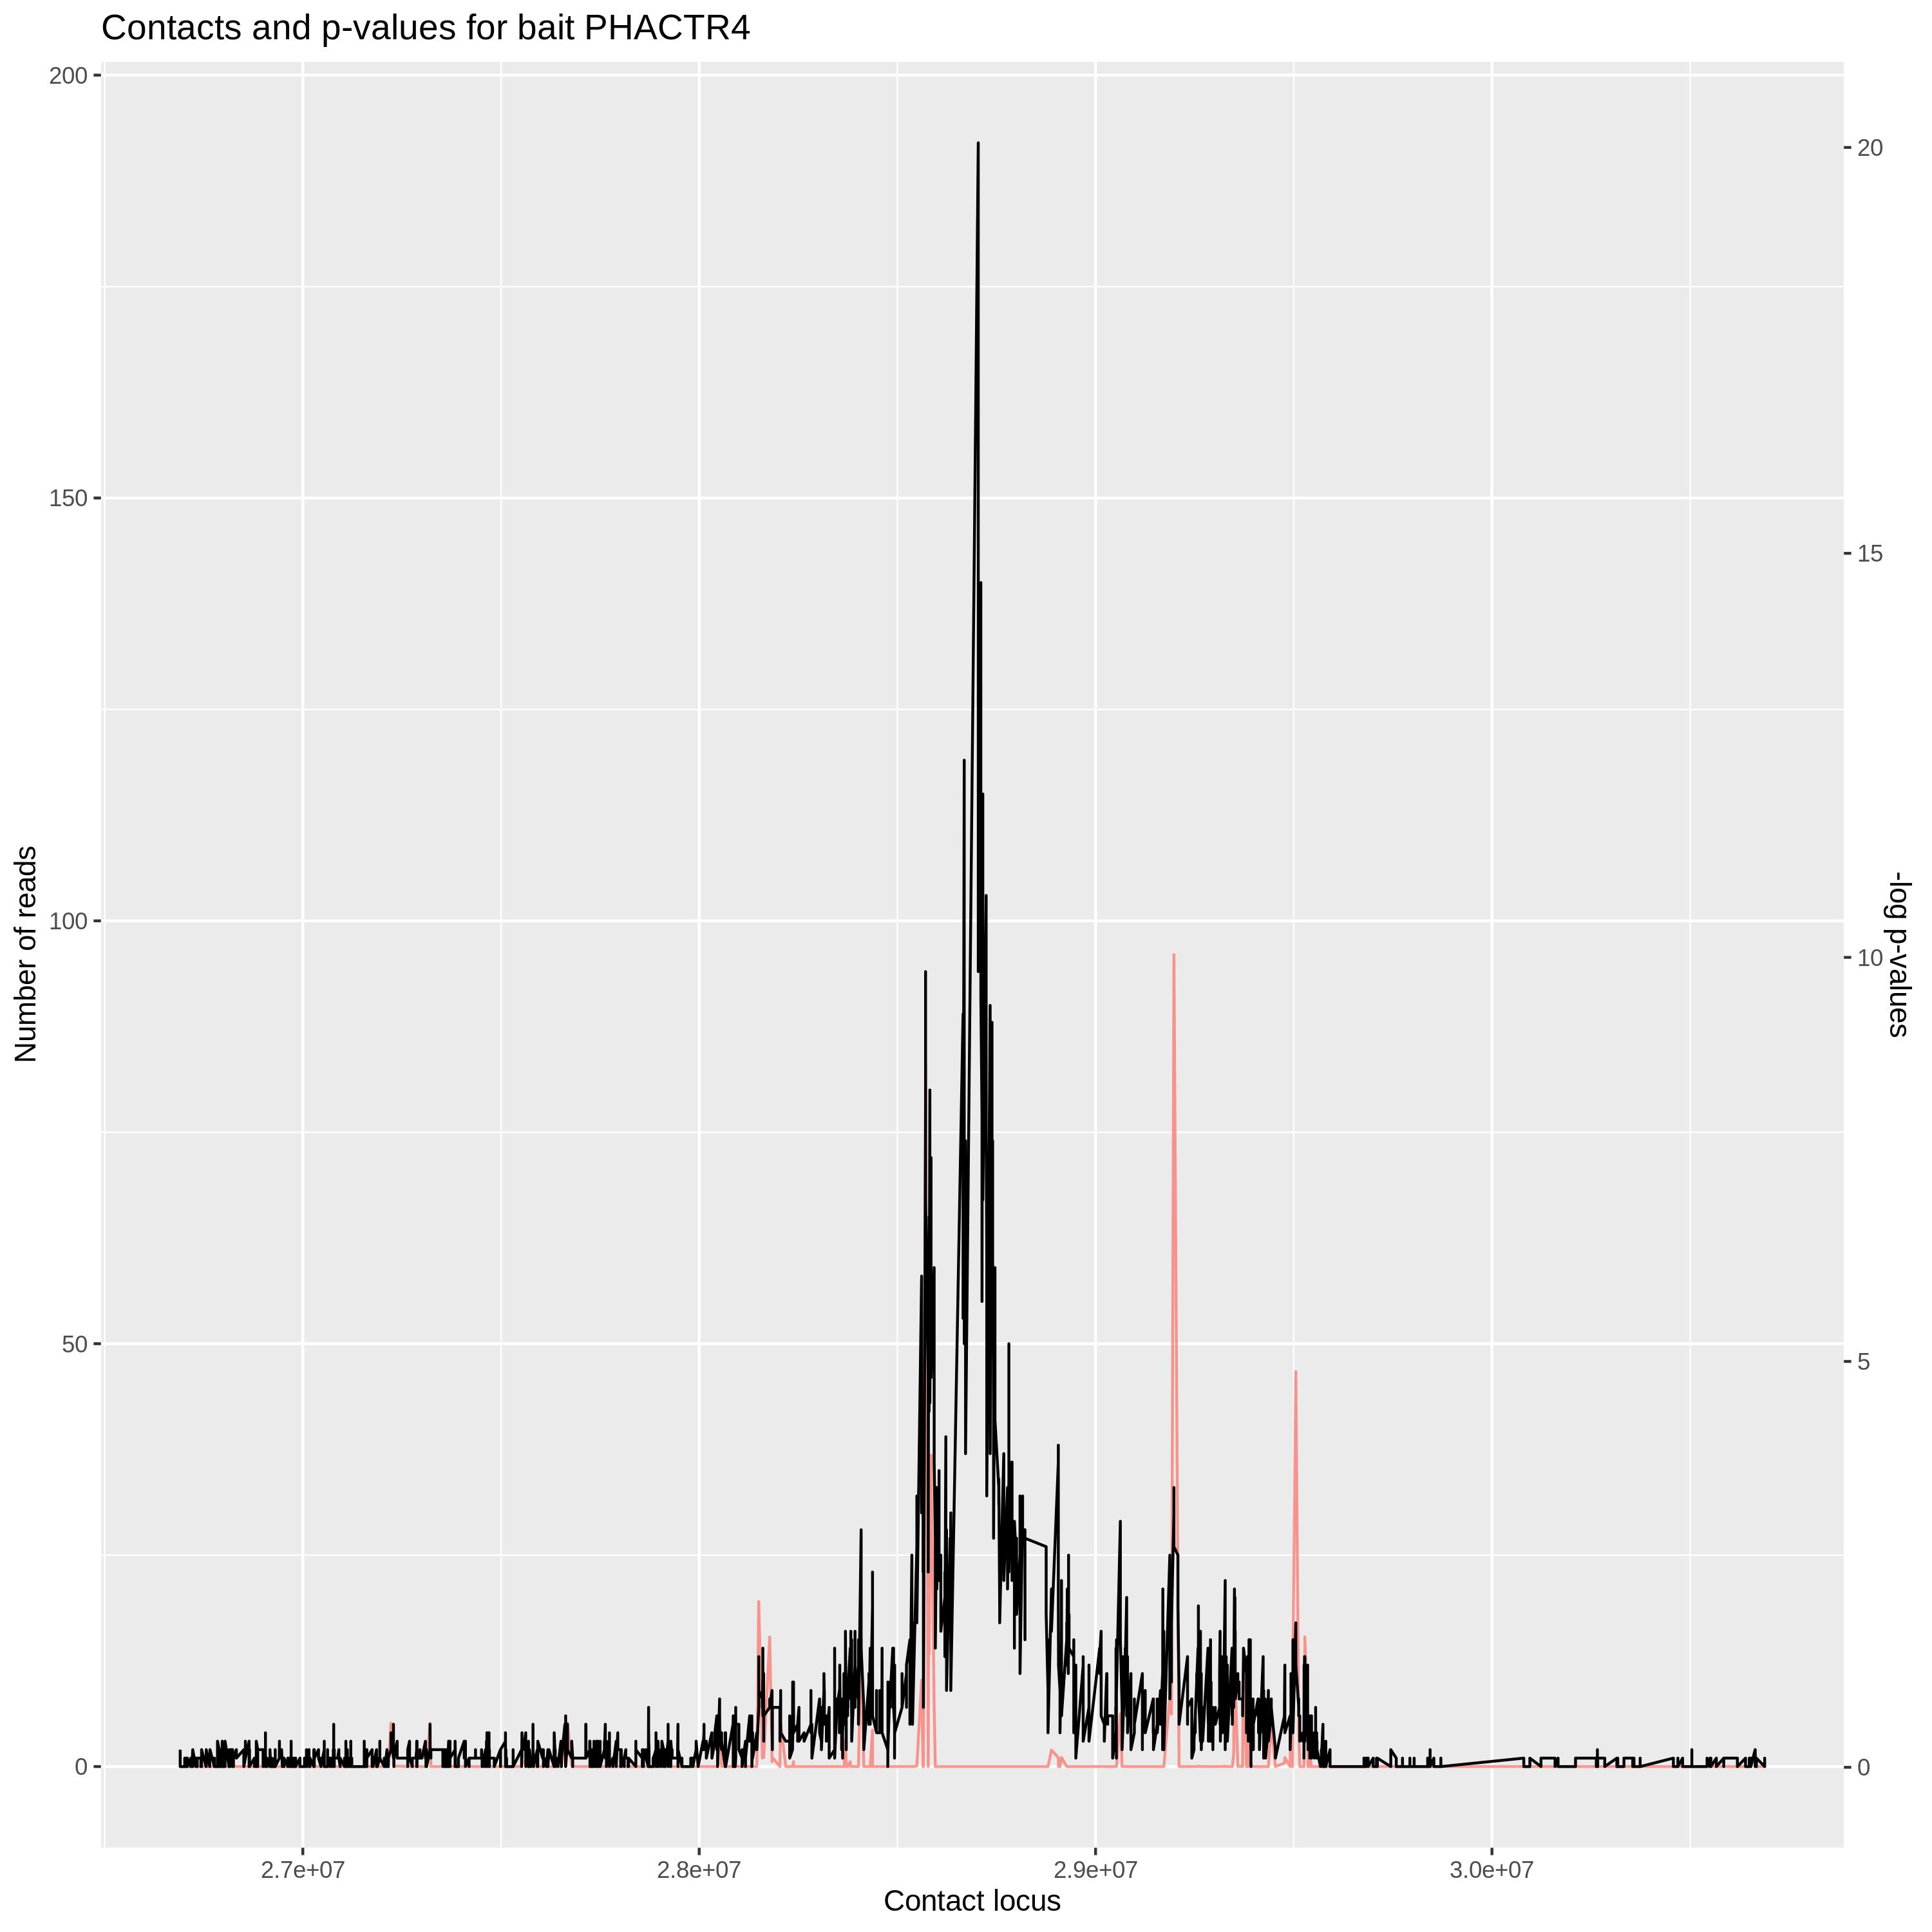 Contacts and p-values for bait PHACTR4
200
150
100
50
0
Number of reads
20
15
10
5
0
-log p-values
2.7e+07
2.8e+07
2.9e+07
3.0e+07
Contact locus